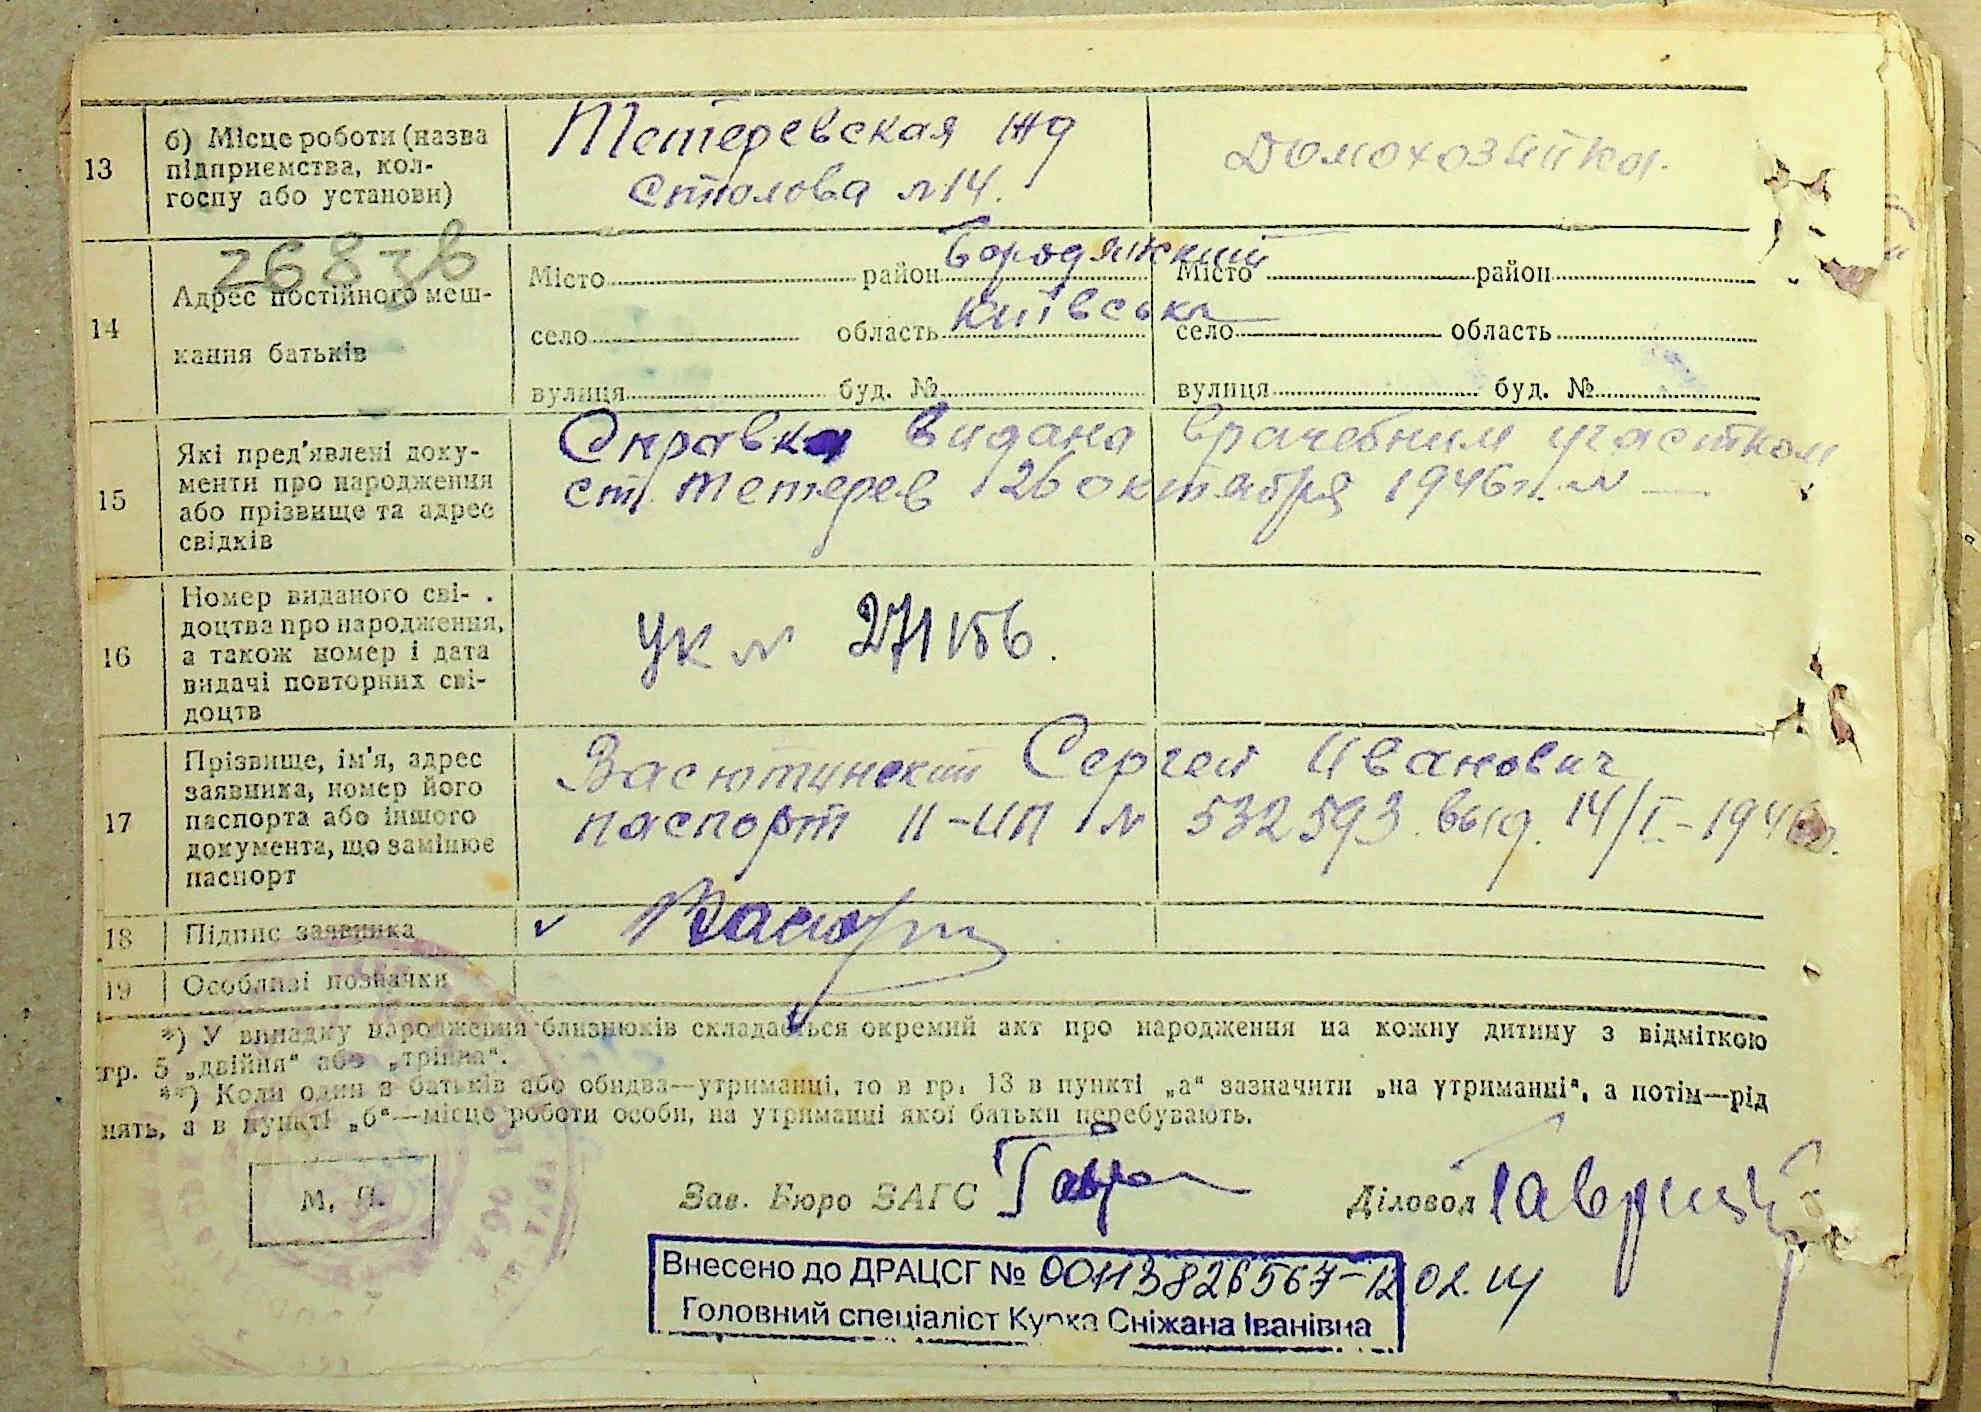 13
б) Місце роботи (назва
підприємства, кол-
госпу або установи)
Тетеревская жд
столова №14.
Домохозяйка.
268зв
14
Адрес постійного меш-
кання батьків
Місто район Бородянский
село область Київська
вулиця буд. №
Місто район
село область
вулиця буд. №
15
Які пред'явлені доку-
менти про народження
або прізвище та адрес
свідків
Справка видана врачебним участком
ст. Тетерев 26 октября 1946 г. № —
16
Номер виданого сві-
доцтва про народження,
а також номер і дата
видачі повторних сві-
доцтв
УК № 271156.
17
Прізвище, ім'я, адрес
заявника, номер його
паспорта або іншого
документа, що замінює
паспорт
Засютинский Сергей Иванович
паспорт II-ИП № 532593 выд. 14/I-194
18
Підпис заявника
19
Особливі позначки
*) У випадку народження близнюків складається окремий акт про народження на кожну дитину з відміткою
гр. 5 „двійня“ або „трійня“.
**) Коли один з батьків або обидва—утриманці, то в гр. 13 в пункті „а“ зазначити „на утриманні“, а потім—рід
нять, а в пункті „б“—місце роботи особи, на утриманні якої батьки перебувають.
М. П.
Зав. Бюро ЗАГС
Діловод
Внесено до ДРАЦСГ № 00113826567-12.02.14
Головний спеціаліст Курка Сніжана Іванівна